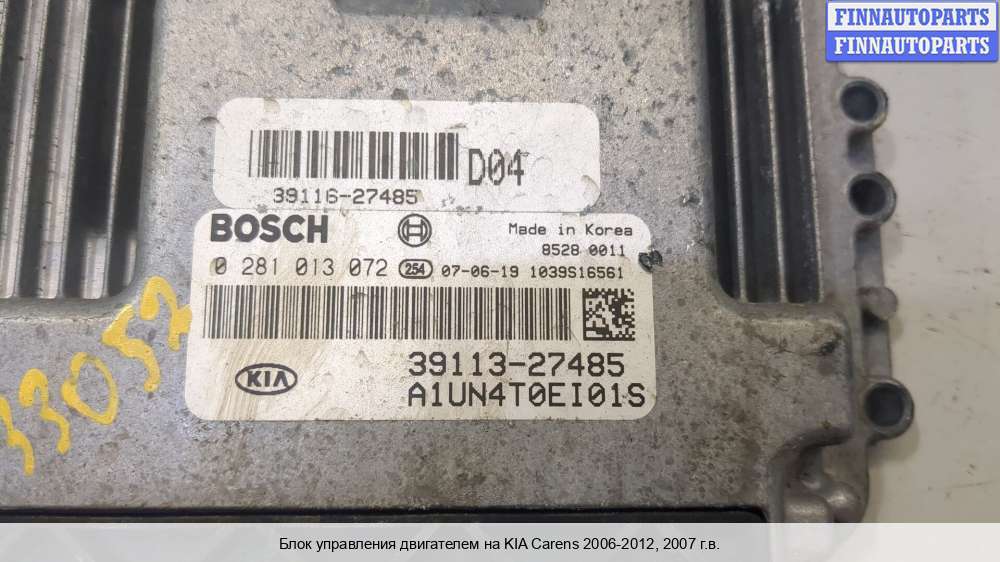 FINNAUTOPARTS
FINNAUTOPARTS
D04
39116-27485
BOSCH
Made in Korea
8528 0011
0 281 013 072 254 07-06-19 1039S16561
39113-27485
KIA
A1UN4T0EI01S
33052
Блок управления двигателем на KIA Carens 2006-2012, 2007 г.в.